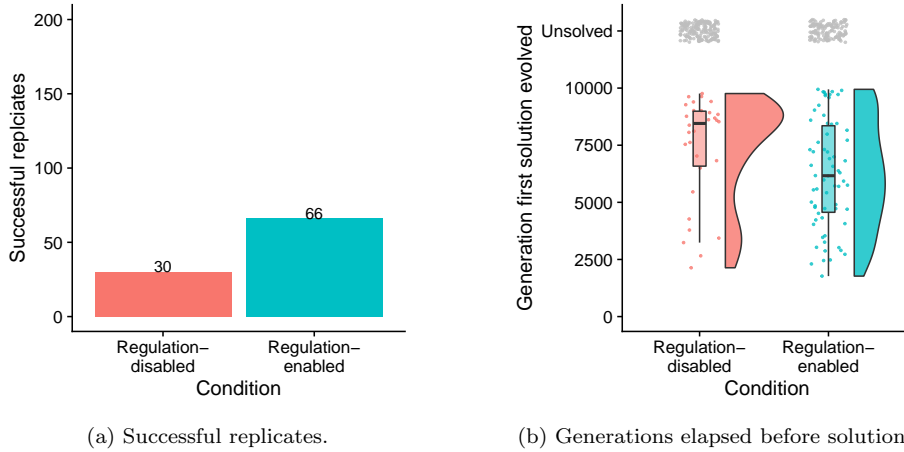 Successful replciates
200
150
100
50
0
30
66
Regulation−
disabled
Regulation−
enabled
Condition
(a) Successful replicates.
Generation first solution evolved
Unsolved
10000
7500
5000
2500
0
Regulation−
disabled
Regulation−
enabled
Condition
(b) Generations elapsed before solution